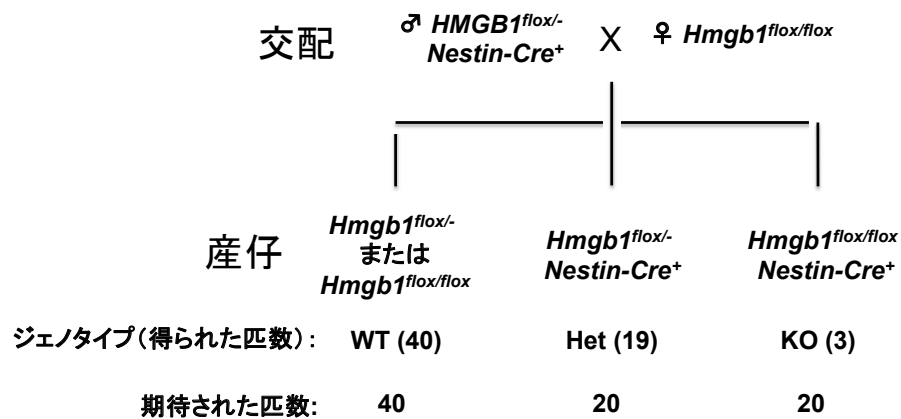 交配
♂ HMGB1flox/-
Nestin-Cre+
X
♀ Hmgb1flox/flox
産仔
Hmgb1flox/-
または
Hmgb1flox/flox
Hmgb1flox/-
Nestin-Cre+
Hmgb1flox/flox
Nestin-Cre+
ジェノタイプ（得られた匹数）: WT (40) Het (19) KO (3)
期待された匹数: 40 20 20